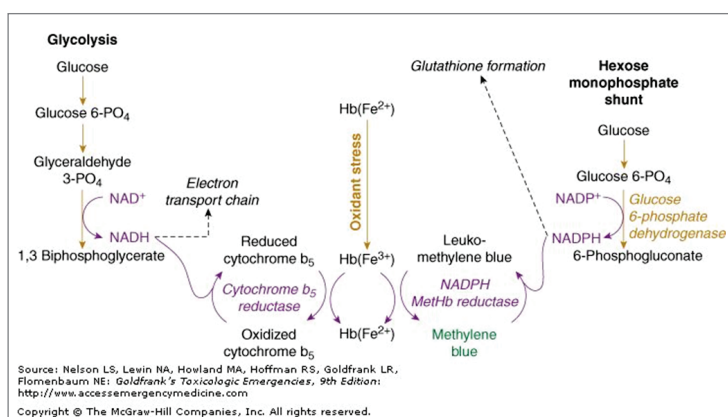 Glycolysis
Glucose
Glucose 6-PO₄
Glyceraldehyde
3-PO₄
NAD⁺
NADH
1,3 Biphosphoglycerate
Electron
transport chain
Reduced
cytochrome b₅
Cytochrome b₅
reductase
Oxidized
cytochrome b₅
Hb(Fe²⁺)
Oxidant stress
Hb(Fe³⁺)
Hb(Fe²⁺)
Glutathione formation
Leuko-
methylene blue
NADPH
MetHb reductase
Methylene
blue
Hexose
monophosphate
shunt
Glucose
Glucose 6-PO₄
NADP⁺
Glucose
6-phosphate
dehydrogenase
NADPH
6-Phosphogluconate
Source: Nelson LS, Lewin NA, Howland MA, Hoffman RS, Goldfrank LR,
Flomenbaum NE: Goldfrank's Toxicologic Emergencies, 9th Edition:
http://www.accessemergencymedicine.com
Copyright © The McGraw-Hill Companies, Inc. All rights reserved.